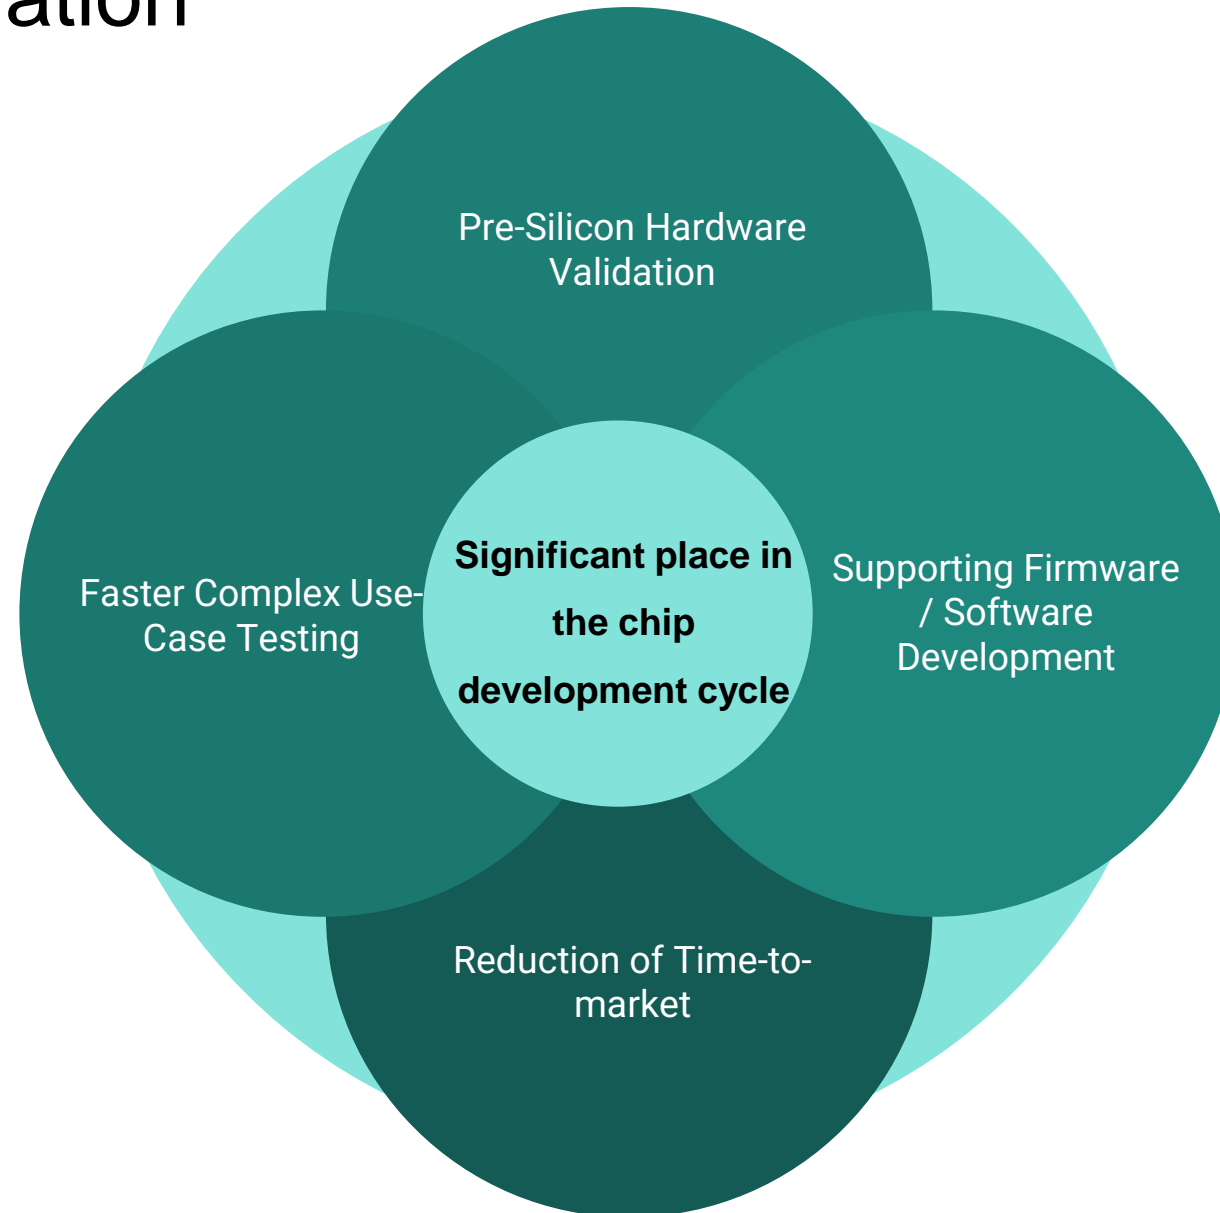 ation
Pre-Silicon Hardware
Validation
Faster Complex Use-
Case Testing
Significant place in
the chip
development cycle
Supporting Firmware
/ Software
Development
Reduction of Time-to-
market